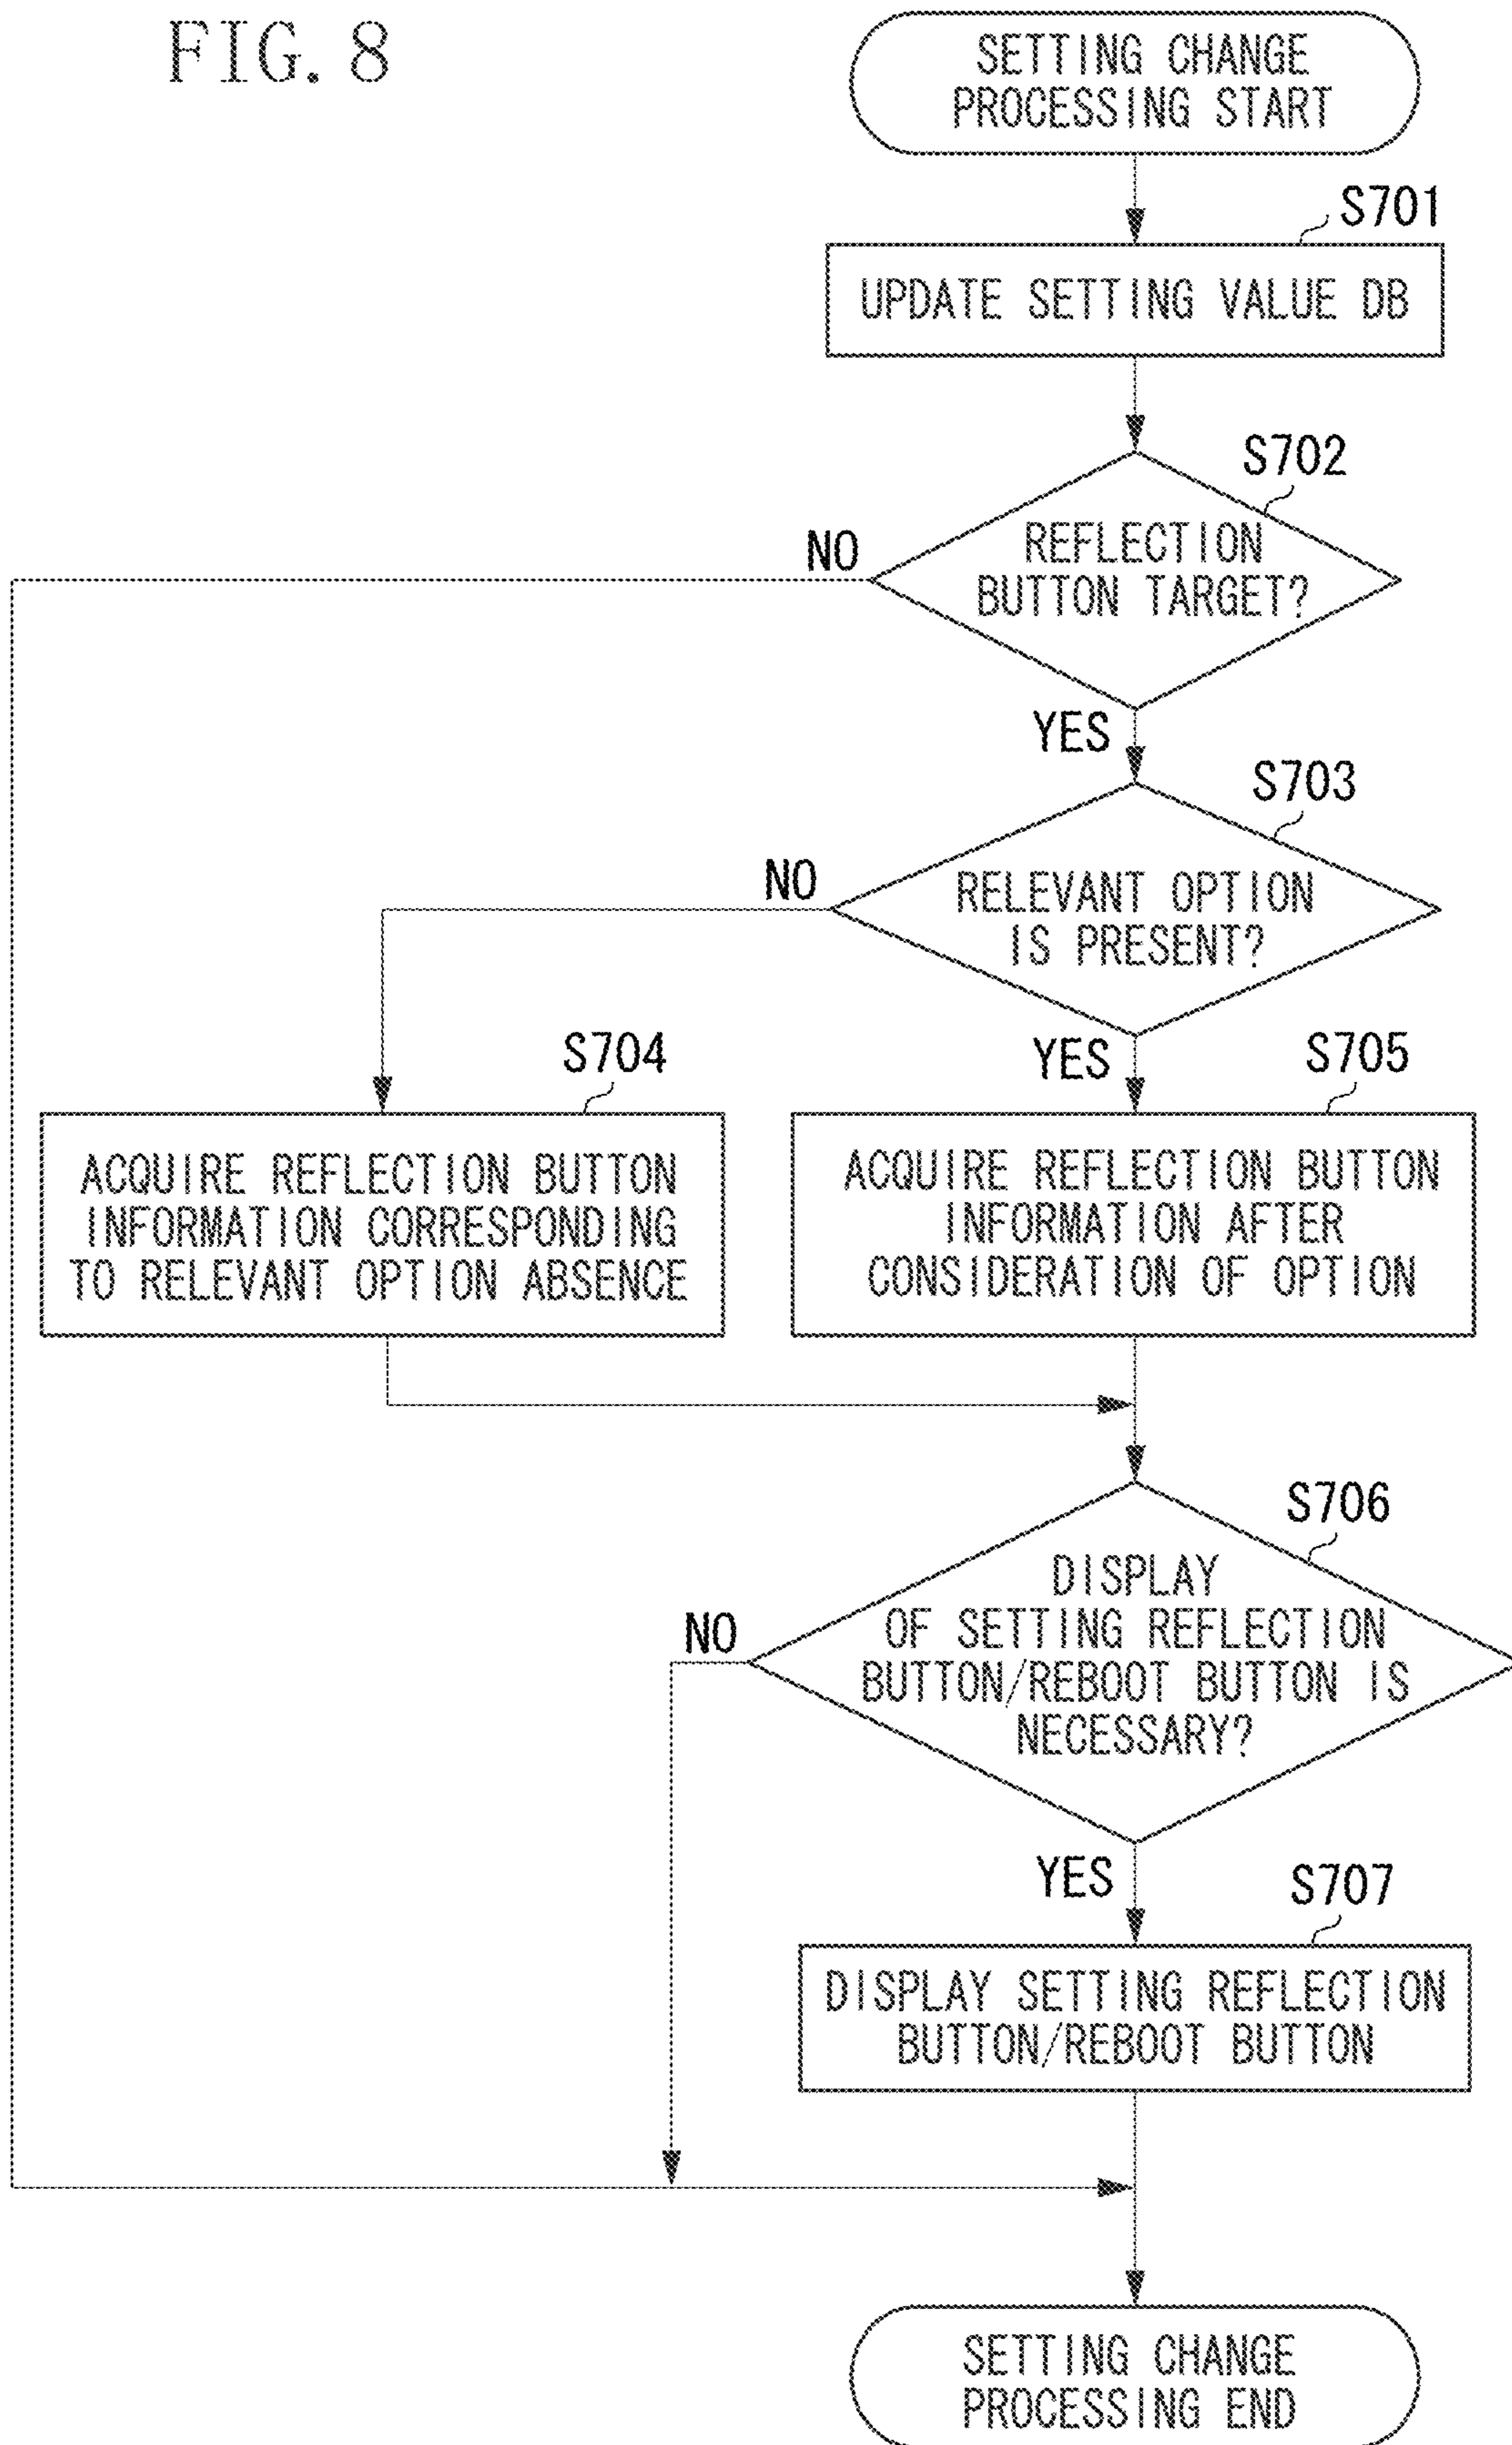 FIG. 8
SETTING CHANGE
PROCESSING START
S701
UPDATE SETTING VALUE DB
S702
NO
REFLECTION
BUTTON TARGET?
YES
S703
NO
RELEVANT OPTION
IS PRESENT?
S704
YES
S705
ACQUIRE REFLECTION BUTTON
INFORMATION CORRESPONDING
TO RELEVANT OPTION ABSENCE
ACQUIRE REFLECTION BUTTON
INFORMATION AFTER
CONSIDERATION OF OPTION
S706
NO
DISPLAY
OF SETTING REFLECTION
BUTTON/REBOOT BUTTON IS
NECESSARY?
YES
S707
DISPLAY SETTING REFLECTION
BUTTON/REBOOT BUTTON
SETTING CHANGE
PROCESSING END